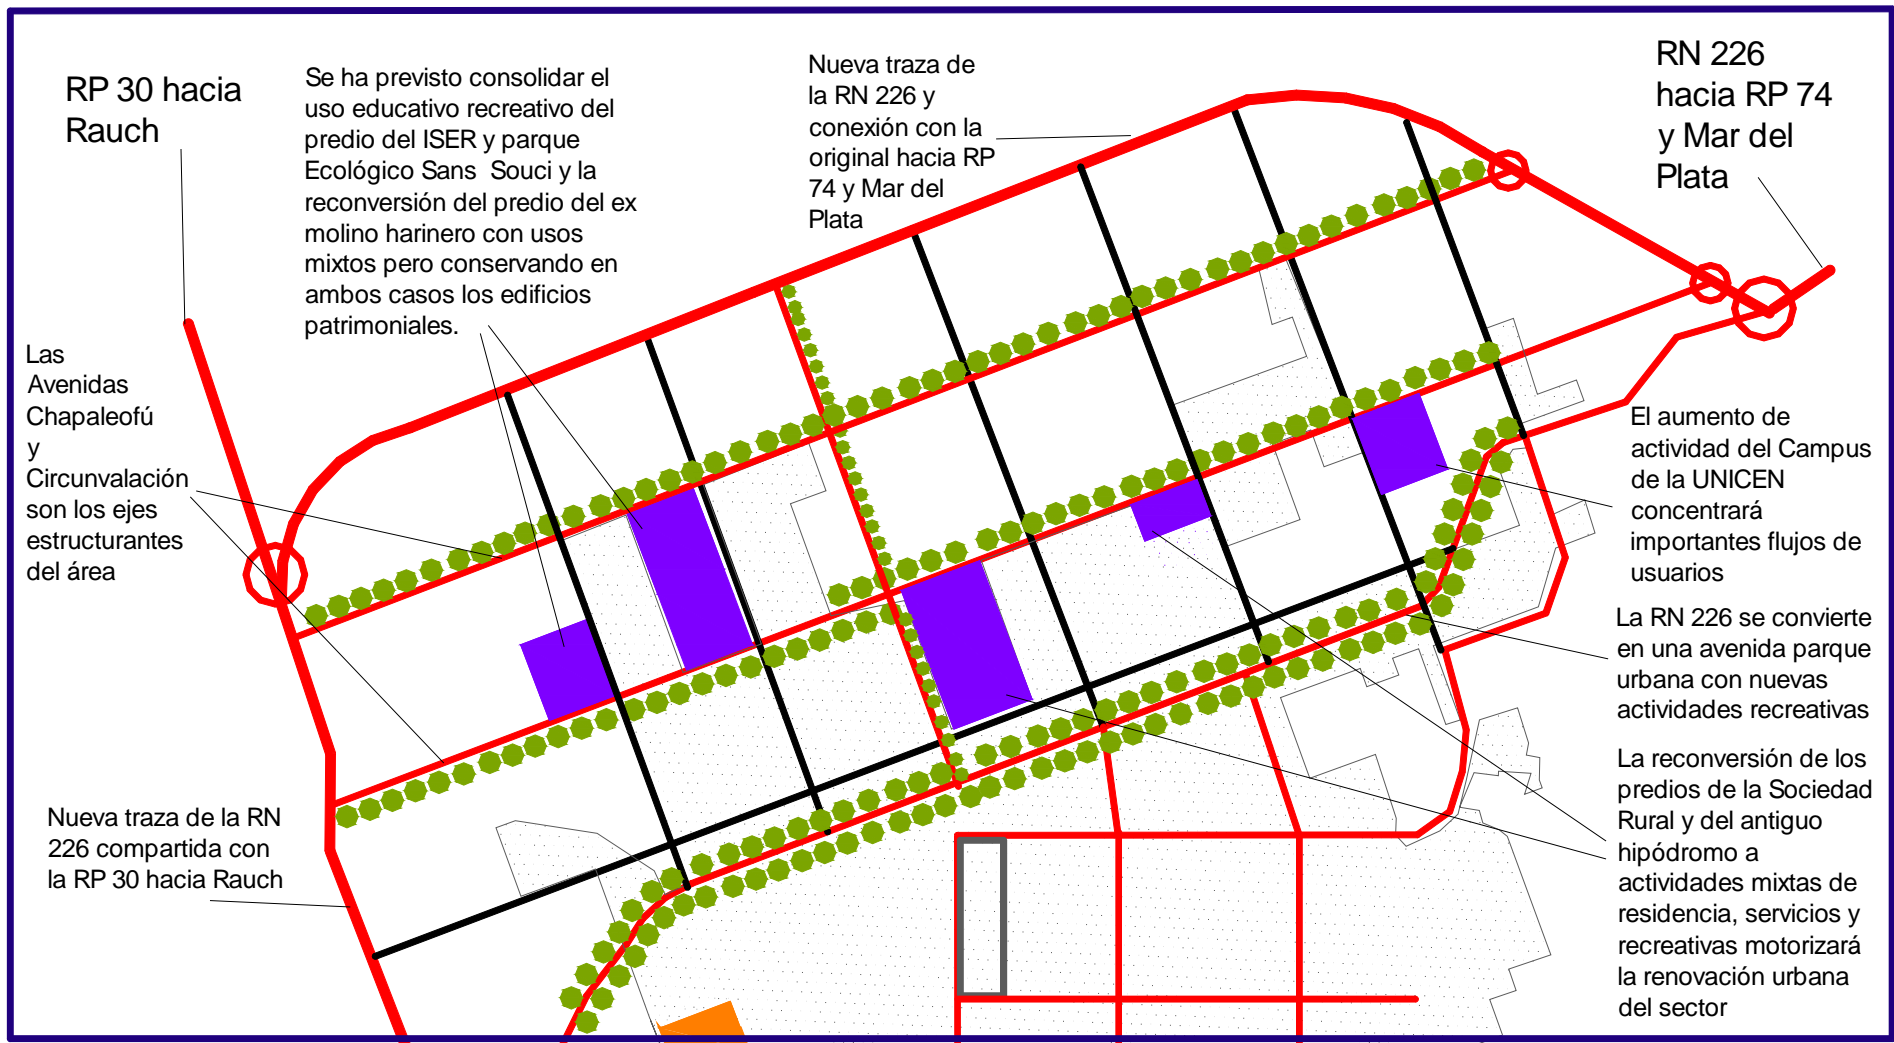 RP 30 hacia
Rauch
Se ha previsto consolidar el
uso educativo recreativo del
predio del ISER y parque
Ecológico Sans Souci y la
reconversión del predio del ex
molino harinero con usos
mixtos pero conservando en
ambos casos los edificios
patrimoniales.
Nueva traza de
la RN 226 y
conexión con la
original hacia RP
74 y Mar del
Plata
RN 226
hacia RP 74
y Mar del
Plata
Las
Avenidas
Chapaleofú
y
Circunvalación
son los ejes
estructurantes
del área
El aumento de
actividad del Campus
de la UNICEN
concentrará
importantes flujos de
usuarios
La RN 226 se convierte
en una avenida parque
urbana con nuevas
actividades recreativas
La reconversión de los
predios de la Sociedad
Rural y del antiguo
hipódromo a
actividades mixtas de
residencia, servicios y
recreativas motorizará
la renovación urbana
del sector
Nueva traza de la RN
226 compartida con
la RP 30 hacia Rauch